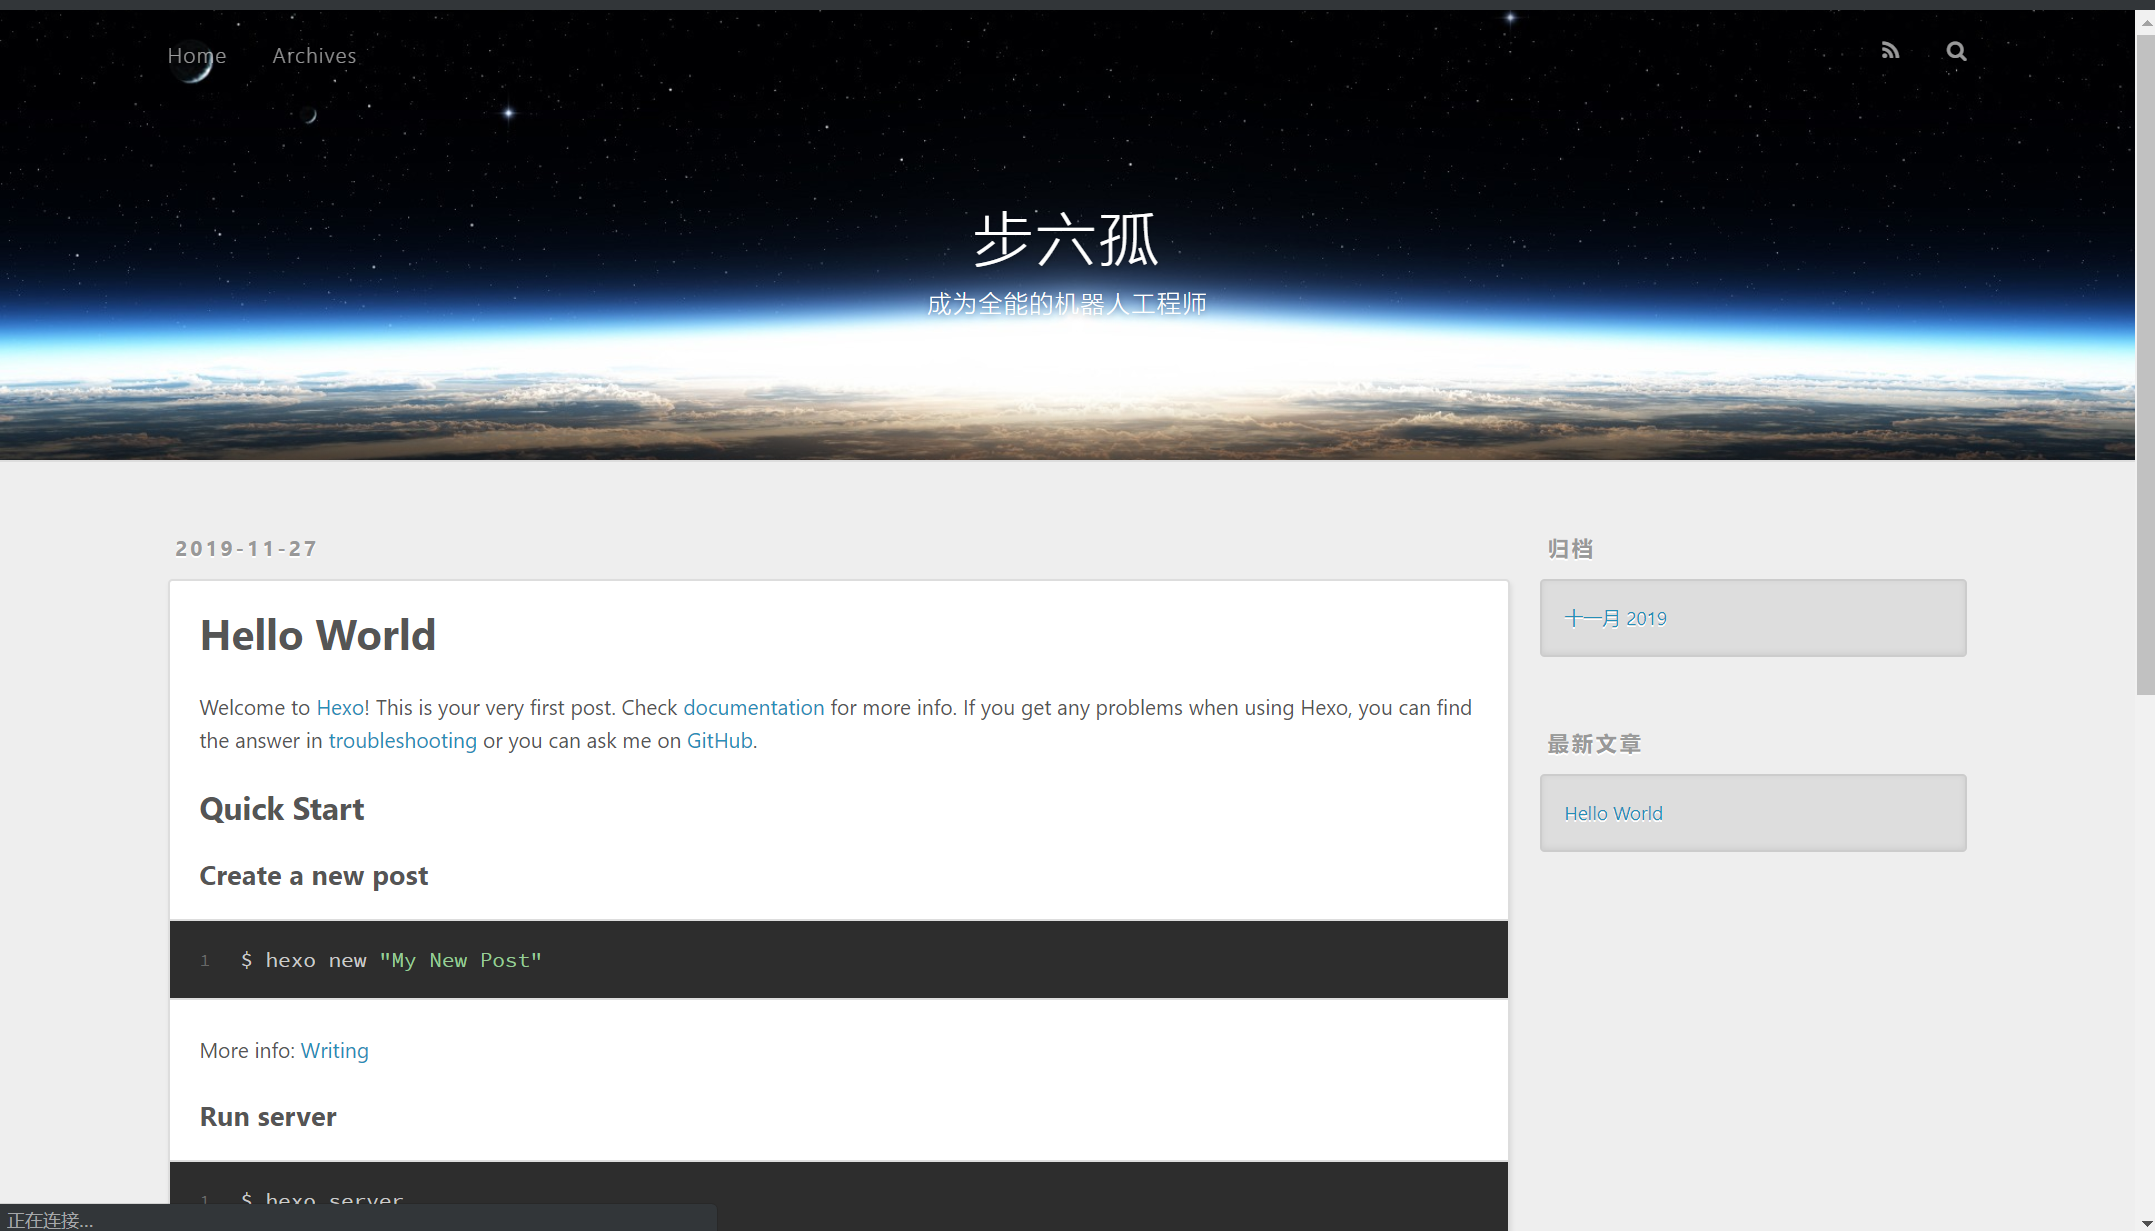 Home Archives
步六孤
成为全能的机器人工程师
2019-11-27
Hello World
Welcome to Hexo! This is your very first post. Check documentation for more info. If you get any problems when using Hexo, you can find
the answer in troubleshooting or you can ask me on GitHub.
Quick Start
Create a new post
1 $ hexo new "My New Post"
More info: Writing
Run server
1 $ hexo server
归档
十一月 2019
最新文章
Hello World
正在连接...